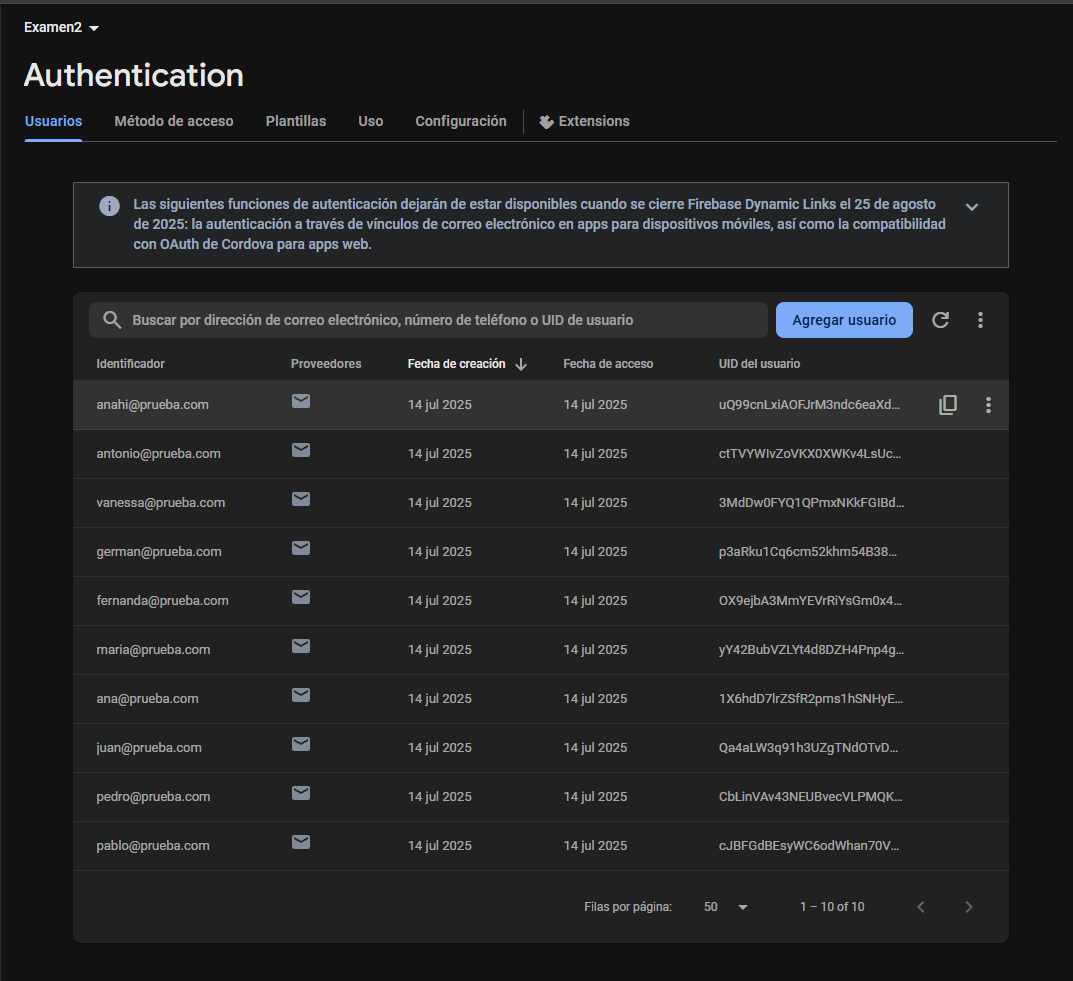 Examen2
Authentication
Usuarios Método de acceso Plantillas Uso Configuración Extensions
Las siguientes funciones de autenticación dejarán de estar disponibles cuando se cierre Firebase Dynamic Links el 25 de agosto
de 2025: la autenticación a través de vínculos de correo electrónico en apps para dispositivos móviles, así como la compatibilidad
con OAuth de Cordova para apps web.
Buscar por dirección de correo electrónico, número de teléfono o UID de usuario Agregar usuario
Identificador Proveedores Fecha de creación Fecha de acceso UID del usuario
anahi@prueba.com 14 jul 2025 14 jul 2025 uQ99cnLxiAOFJrM3ndc6eaXd...
antonio@prueba.com 14 jul 2025 14 jul 2025 ctTVYWIvZoVKX0XWKv4LsUc...
vanessa@prueba.com 14 jul 2025 14 jul 2025 3MdDw0FYQ1QPmxNKkFGIBd...
german@prueba.com 14 jul 2025 14 jul 2025 p3aRku1Cq6cm52khm54B38...
fernanda@prueba.com 14 jul 2025 14 jul 2025 OX9ejbA3MmYEVrRiYsGm0x4...
maria@prueba.com 14 jul 2025 14 jul 2025 yY42BubVZLYt4d8DZH4Pnp4g...
ana@prueba.com 14 jul 2025 14 jul 2025 1X6hdD7lrZSfR2pms1hSNHyE...
juan@prueba.com 14 jul 2025 14 jul 2025 Qa4aLW3q91h3UZgTNdOTvD...
pedro@prueba.com 14 jul 2025 14 jul 2025 CbLinVAv43NEUBvecVLPMQK...
pablo@prueba.com 14 jul 2025 14 jul 2025 cJBFGdBEsyWC6odWhan70V...
Filas por página: 50 1 – 10 of 10